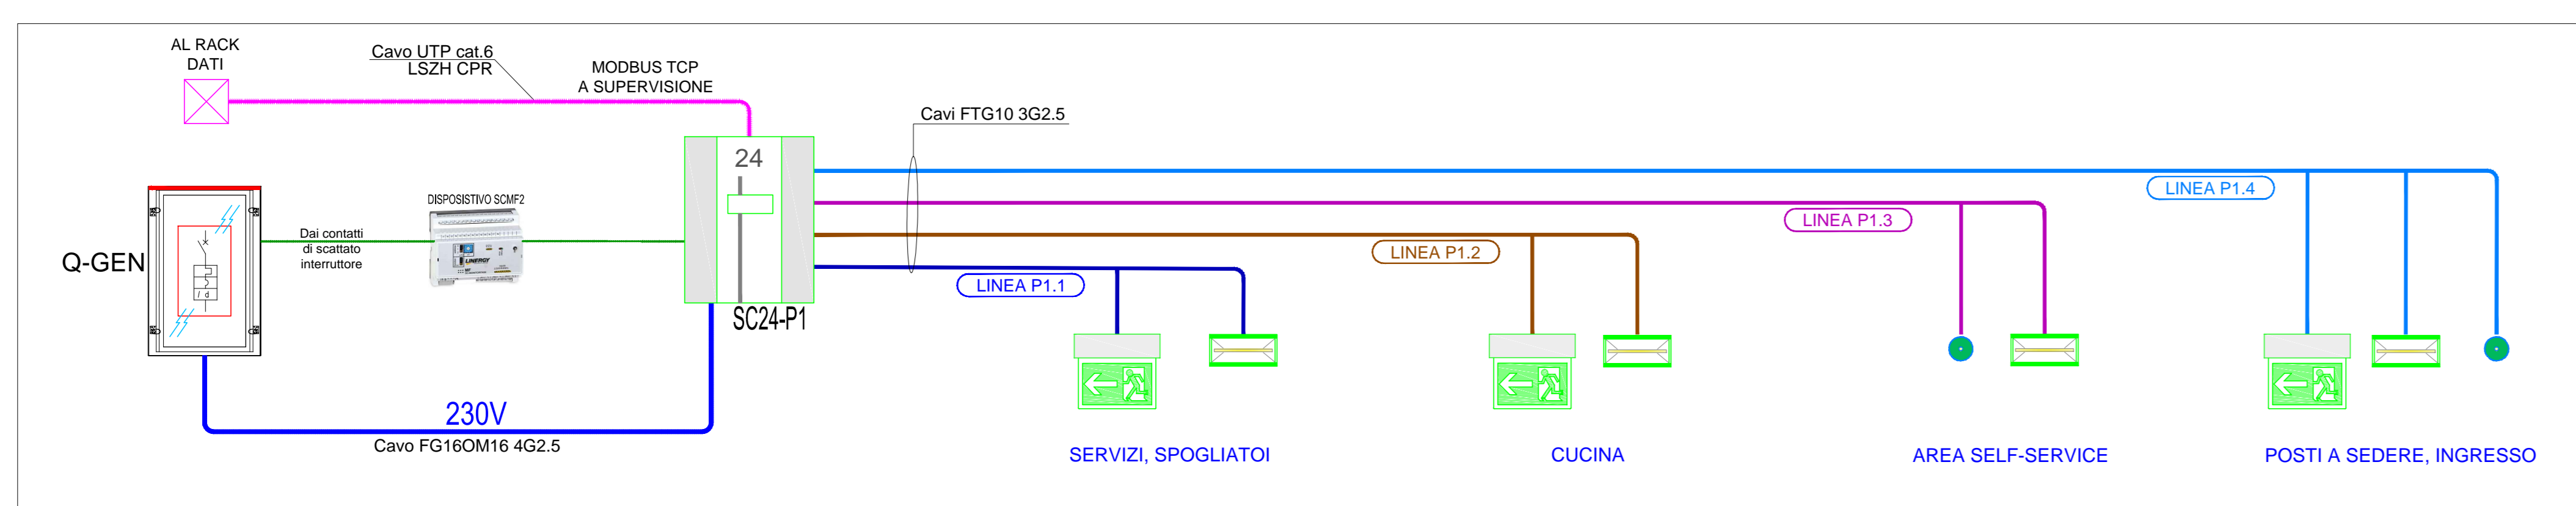 AL RACK
DATI
Cavo UTP cat.6
LSZH CPR
MODBUS TCP
A SUPERVISIONE
Cavi FTG10 3G2.5
24
LINEA P1.4
LINEA P1.3
LINEA P1.2
LINEA P1.1
DISPOSISTIVO SCMF2
LINERGY
Dai contatti
di scattato
interruttore
Q-GEN
I d
SC24-P1
230V
Cavo FG16OM16 4G2.5
SERVIZI, SPOGLIATOI
CUCINA
AREA SELF-SERVICE
POSTI A SEDERE, INGRESSO